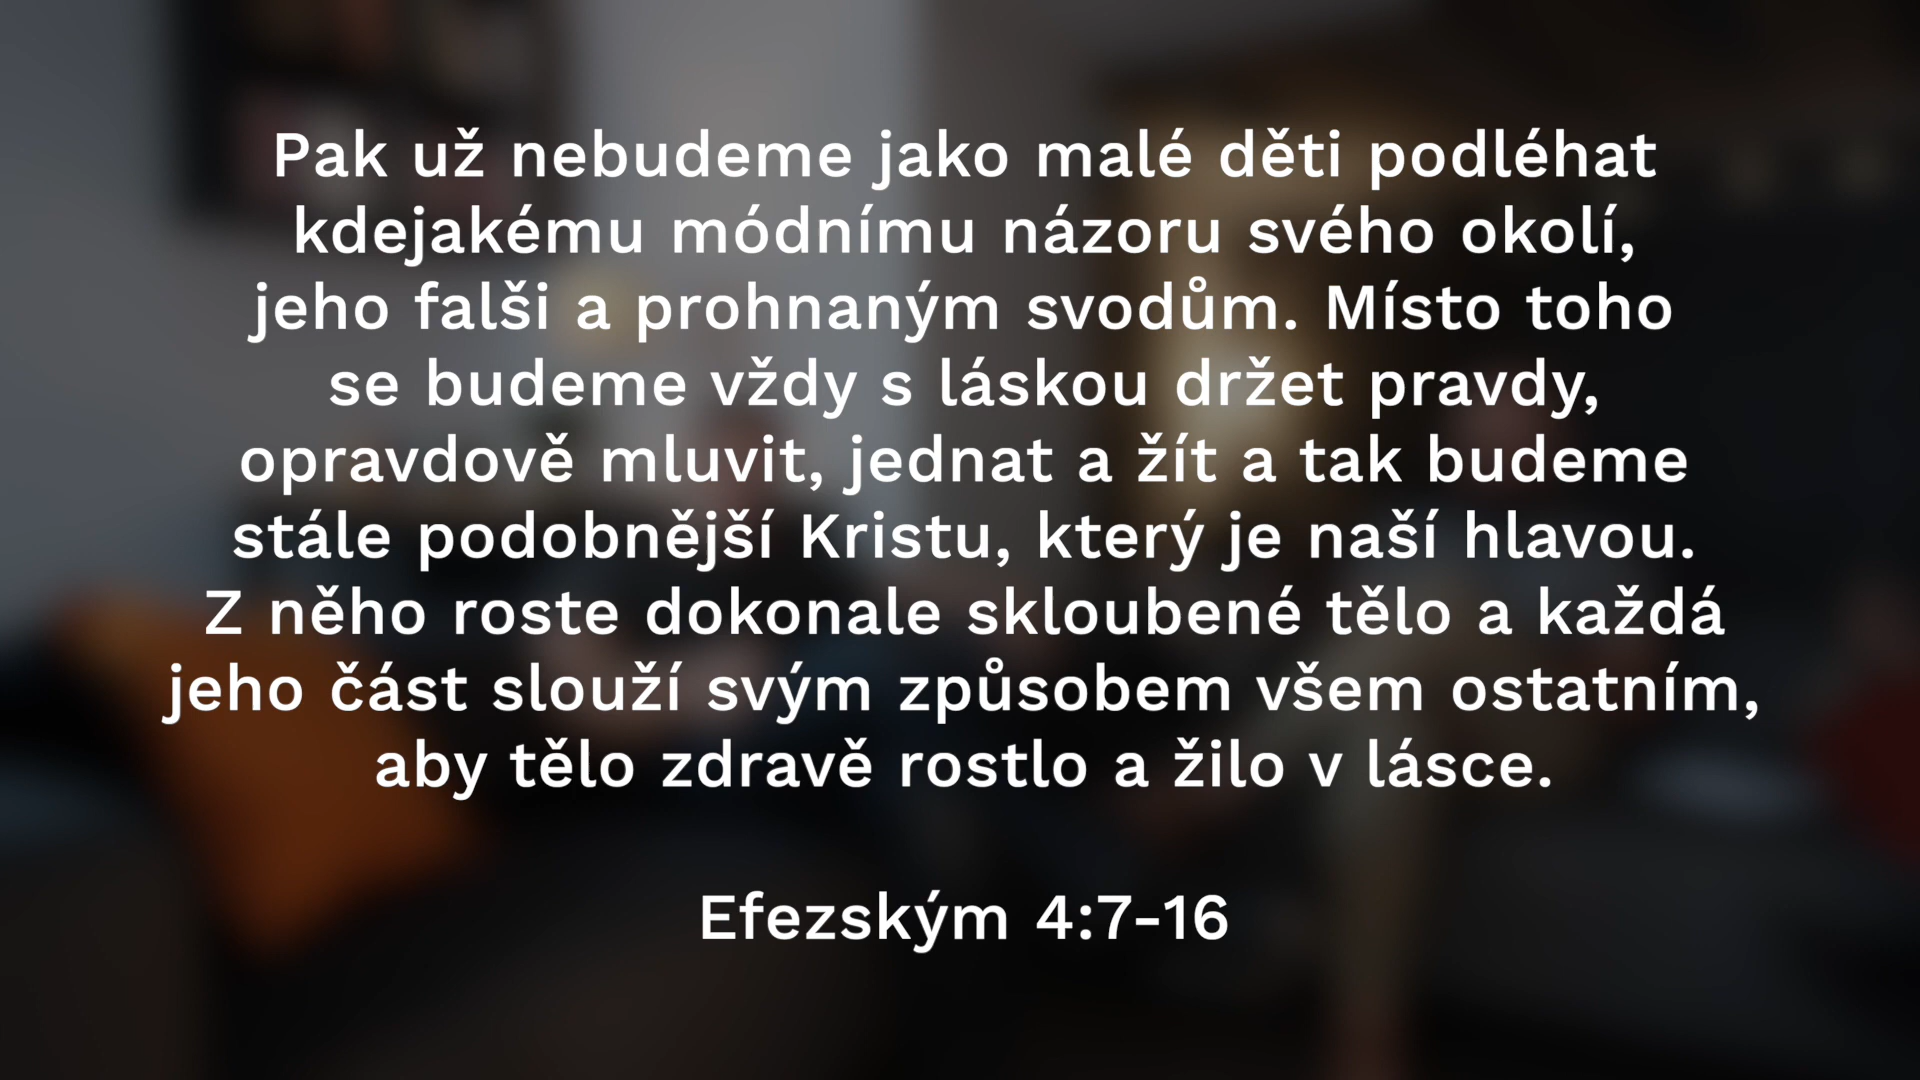 Pak už nebudeme jako malé děti podléhat
kdejakému módnímu názoru svého okolí,
jeho falši a prohnaným svodům. Místo toho
se budeme vždy s láskou držet pravdy,
opravdově mluvit, jednat a žít a tak budeme
stále podobnější Kristu, který je naší hlavou.
Z něho roste dokonale skloubené tělo a každá
jeho část slouží svým způsobem všem ostatním,
aby tělo zdravě rostlo a žilo v lásce.
Efezským 4:7-16